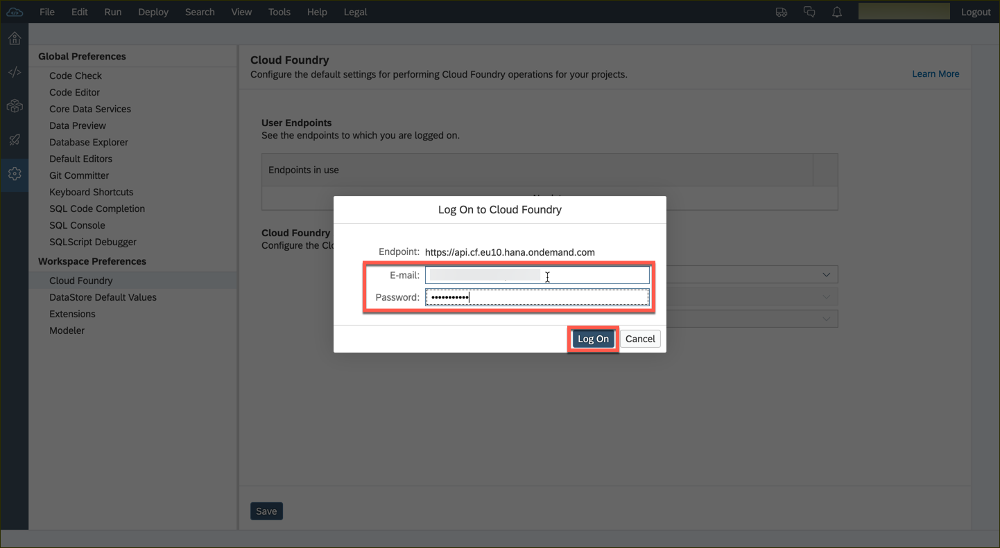 File Edit Run Deploy Search View Tools Help Legal Logout
Global Preferences
Code Check
Code Editor
Core Data Services
Data Preview
Database Explorer
Default Editors
Git Committer
Keyboard Shortcuts
SQL Code Completion
SQL Console
SQLScript Debugger
Workspace Preferences
Cloud Foundry
DataStore Default Values
Extensions
Modeler
Cloud Foundry
Configure the default settings for performing Cloud Foundry operations for your projects.
Learn More
User Endpoints
See the endpoints to which you are logged on.
Endpoints in use
Cloud Foundry
Configure the
Log On to Cloud Foundry
Endpoint: https://api.cf.eu10.hana.ondemand.com
E-mail:
Password: •••••••••••
Log On Cancel
Save